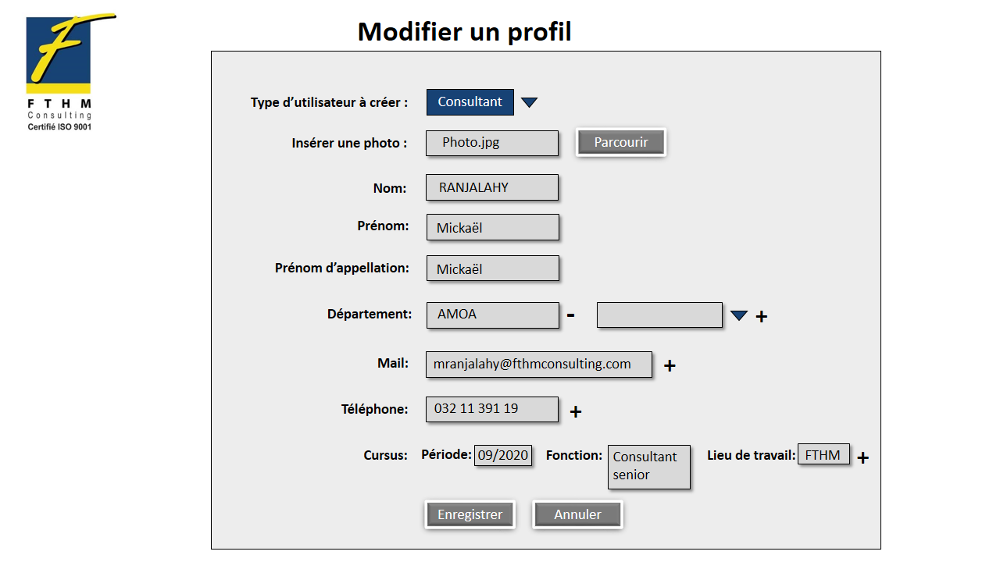 Modifier un profil
F T H M
Consulting
Certifié ISO 9001
Type d’utilisateur à créer : Consultant
Insérer une photo : Photo.jpg Parcourir
Nom: RANJALAHY
Prénom: Mickaël
Prénom d’appellation: Mickaël
Département: AMOA - +
Mail: mranjalahy@fthmconsulting.com +
Téléphone: 032 11 391 19 +
Cursus: Période: 09/2020 Fonction: Consultant senior Lieu de travail: FTHM +
Enregistrer Annuler